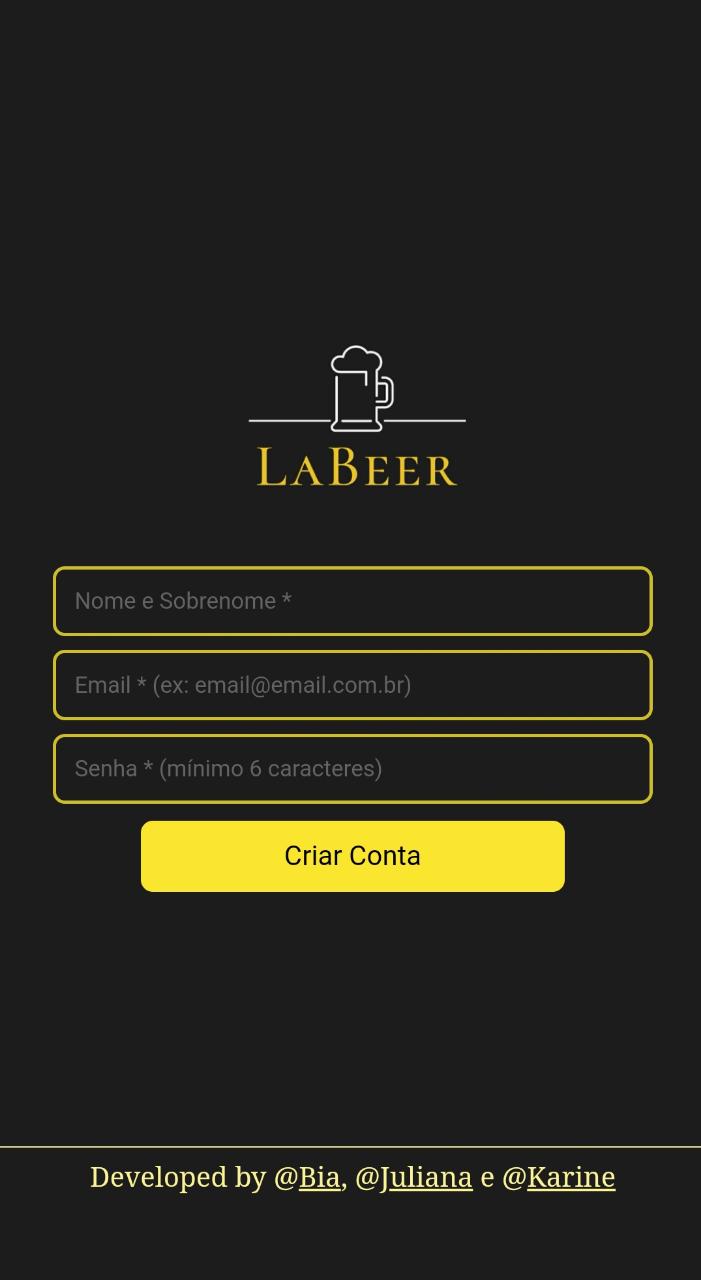 LABEER
Nome e Sobrenome *
Email * (ex: email@email.com.br)
Senha * (mínimo 6 caracteres)
Criar Conta
Developed by @Bia, @Juliana e @Karine